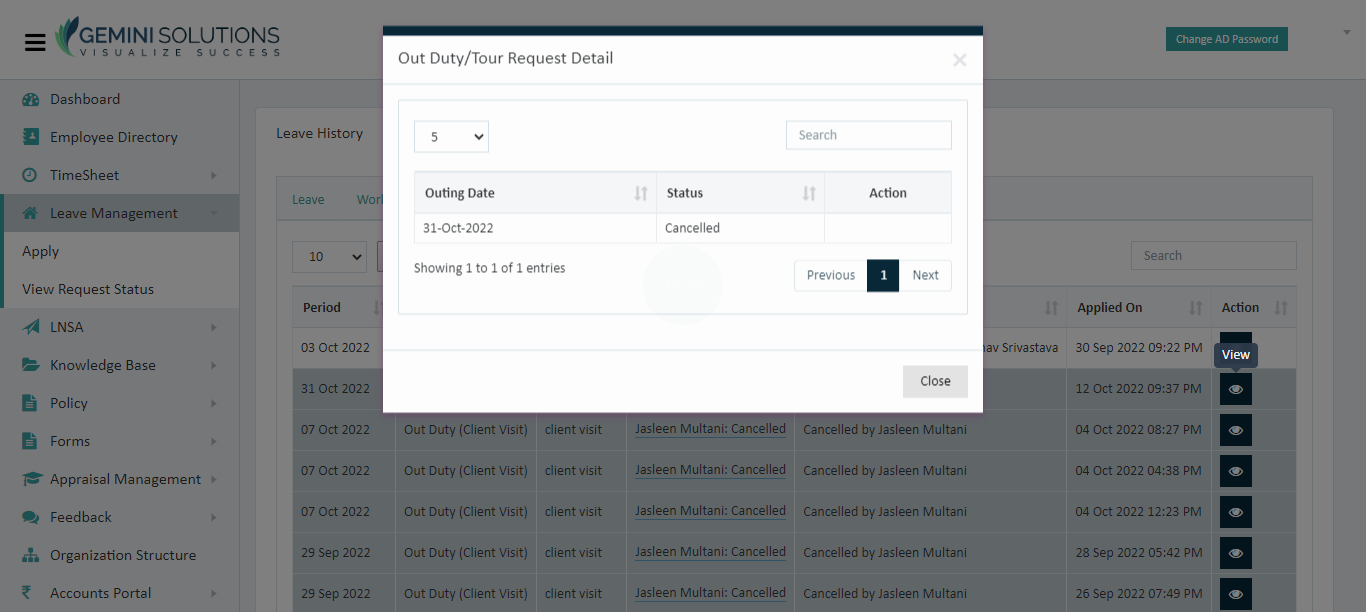 GEMINI SOLUTIONS
VISUALIZE SUCCESS
Change AD Password
Dashboard
Employee Directory
TimeSheet
Leave Management
Apply
View Request Status
LNSA
Knowledge Base
Policy
Forms
Appraisal Management
Feedback
Organization Structure
Accounts Portal
Out Duty/Tour Request Detail
×
5
Search
Outing Date Status Action
31-Oct-2022 Cancelled
Showing 1 to 1 of 1 entries
Previous 1 Next
Close
Leave History
Leave
10
Search
Period Applied On Action
03 Oct 2022 Srivastava 30 Sep 2022 09:22 PM
View
31 Oct 2022 12 Oct 2022 09:37 PM
07 Oct 2022 Out Duty (Client Visit) client visit Jasleen Multani: Cancelled Cancelled by Jasleen Multani 04 Oct 2022 08:27 PM
07 Oct 2022 Out Duty (Client Visit) client visit Jasleen Multani: Cancelled Cancelled by Jasleen Multani 04 Oct 2022 04:38 PM
07 Oct 2022 Out Duty (Client Visit) client visit Jasleen Multani: Cancelled Cancelled by Jasleen Multani 04 Oct 2022 12:23 PM
29 Sep 2022 Out Duty (Client Visit) client visit Jasleen Multani: Cancelled Cancelled by Jasleen Multani 28 Sep 2022 05:42 PM
29 Sep 2022 Out Duty (Client Visit) client visit Jasleen Multani: Cancelled Cancelled by Jasleen Multani 26 Sep 2022 07:49 PM